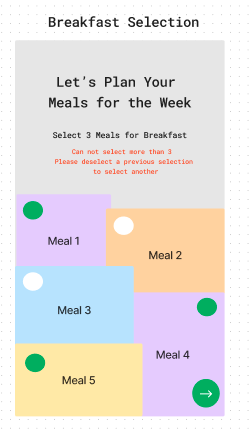 Breakfast Selection
Let's Plan Your
Meals for the Week
Select 3 Meals for Breakfast
Can not select more than 3
Please deselect a previous selection
to select another
Meal 1
Meal 2
Meal 3
Meal 4
Meal 5